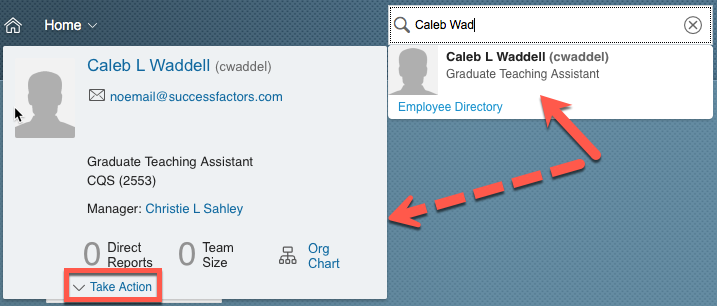 Home
Caleb Wad
Caleb L Waddell (cwaddel)
Graduate Teaching Assistant
Employee Directory
Caleb L Waddell (cwaddel)
noemail@successfactors.com
Graduate Teaching Assistant
CQS (2553)
Manager: Christie L Sahley
0 Direct Reports
0 Team Size
Org Chart
Take Action